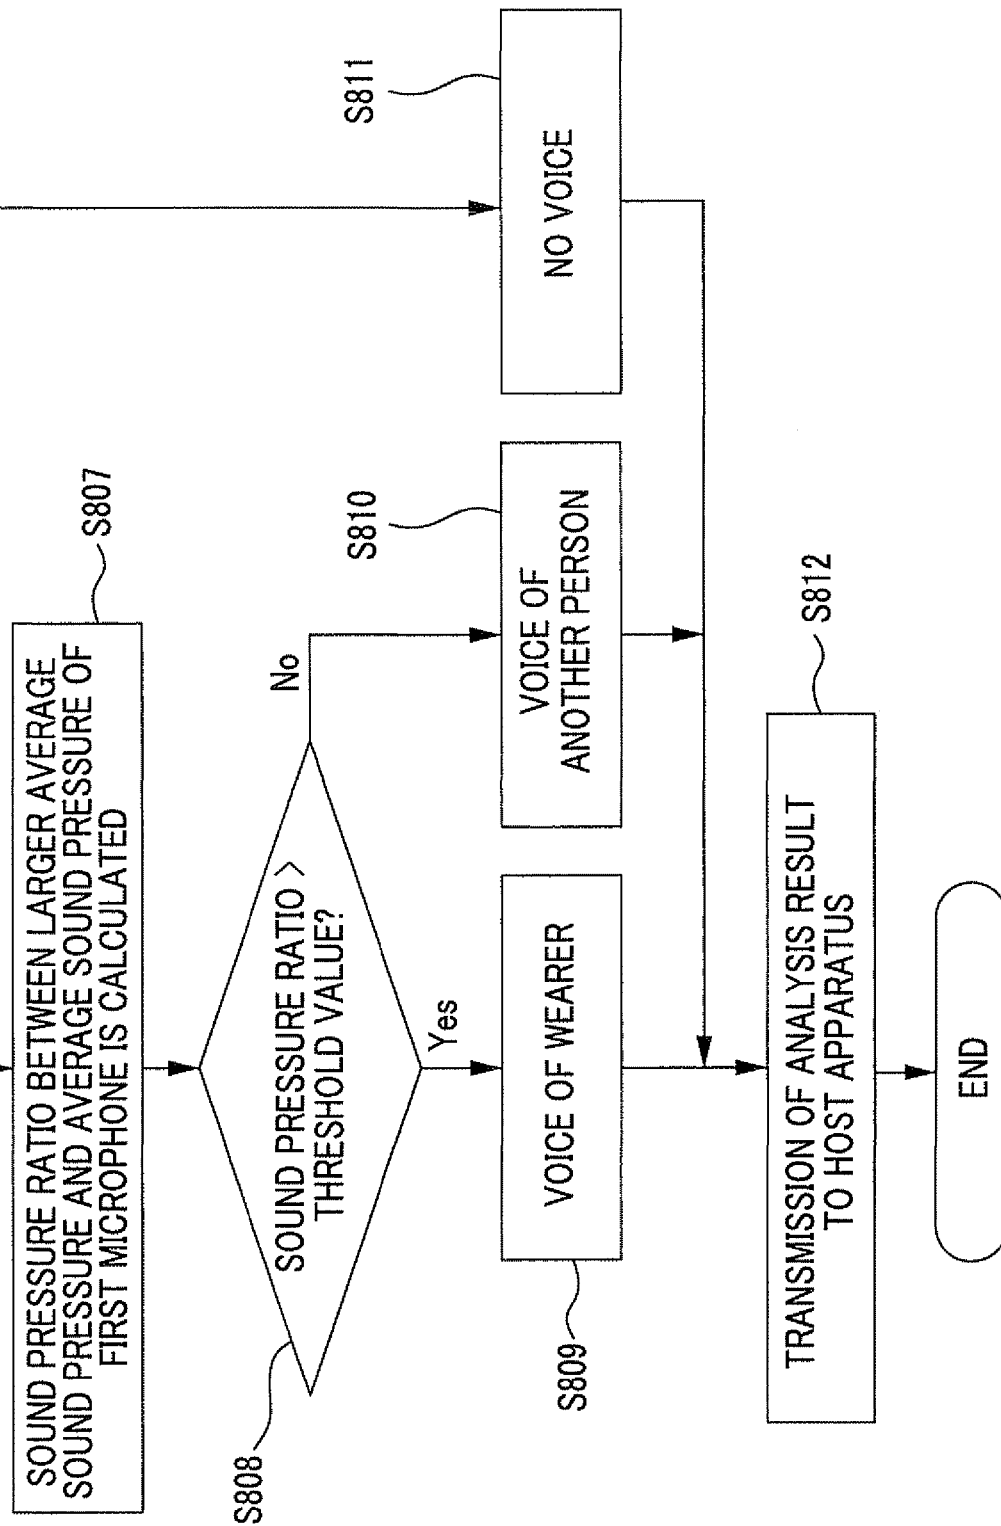 SOUND PRESSURE RATIO BETWEEN LARGER AVERAGE
SOUND PRESSURE AND AVERAGE SOUND PRESSURE OF
FIRST MICROPHONE IS CALCULATED
S807
SOUND PRESSURE RATIO >
THRESHOLD VALUE?
S808
No
Yes
VOICE OF WEARER
S809
VOICE OF
ANOTHER PERSON
S810
NO VOICE
S811
TRANSMISSION OF ANALYSIS RESULT
TO HOST APPARATUS
S812
END